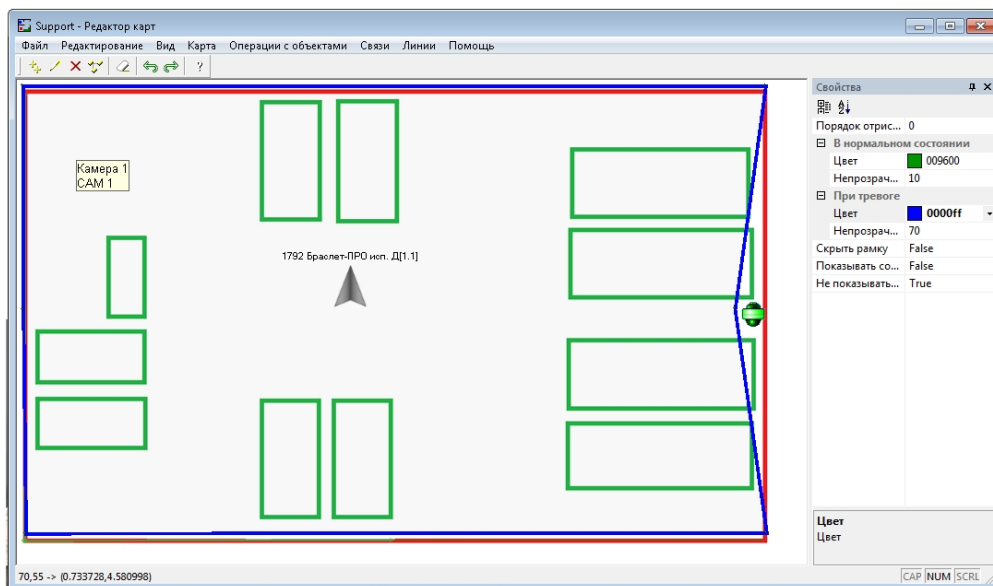 Support - Редактор карт
Файл Редактирование Вид Карта Операции с объектами Связи Линии Помощь
?
Камера 1
CAM 1
1792 Браслет-ПРО исп. Д[1.1]
Свойства
Порядок отрис... 0
В нормальном состоянии
Цвет 009600
Непрозрач... 10
При тревоге
Цвет 0000ff
Непрозрач... 70
Скрыть рамку False
Показывать со... False
Не показывать... True
Цвет
Цвет
70,55 -> (0.733728,4.580998)
CAP NUM SCRL